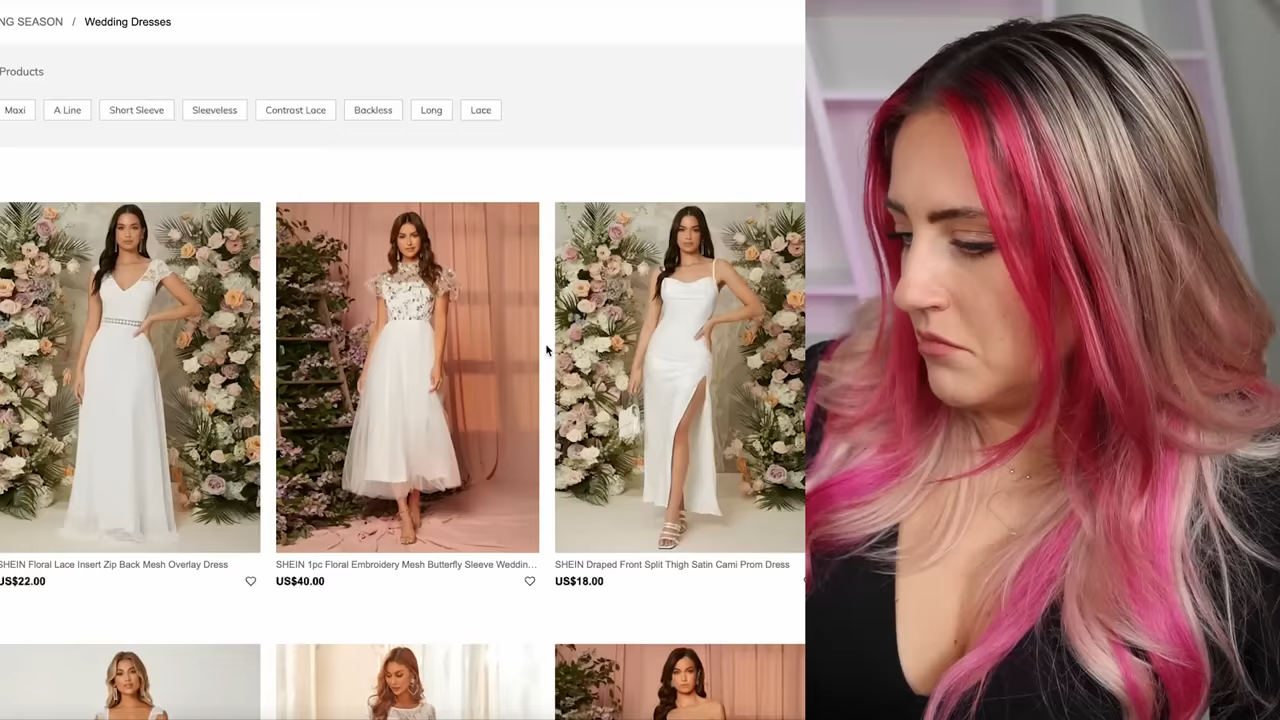 NG SEASON / Wedding Dresses
Products
Maxi A Line Short Sleeve Sleeveless Contrast Lace Backless Long Lace
SHEIN Floral Lace Insert Zip Back Mesh Overlay Dress
US$22.00
SHEIN 1pc Floral Embroidery Mesh Butterfly Sleeve Weddin...
US$40.00
SHEIN Draped Front Split Thigh Satin Cami Prom Dress
US$18.00